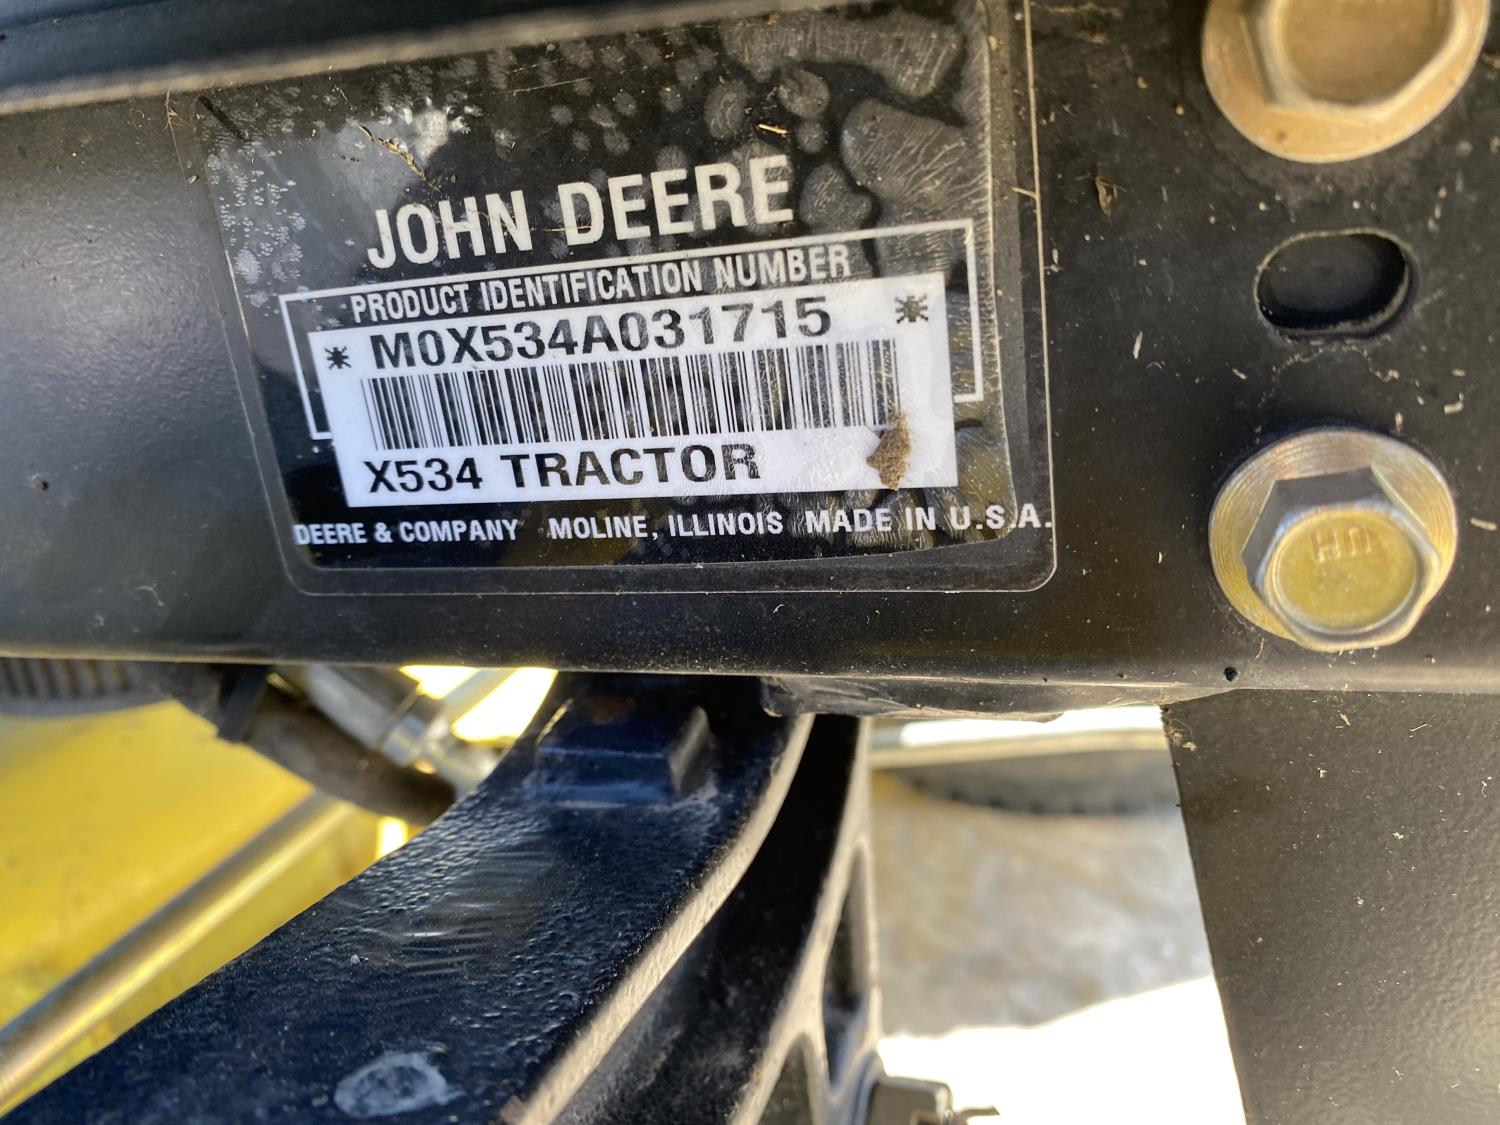 JOHN DEERE
PRODUCT IDENTIFICATION NUMBER
* M0X534A031715 *
X534 TRACTOR
DEERE & COMPANY MOLINE, ILLINOIS MADE IN U.S.A.